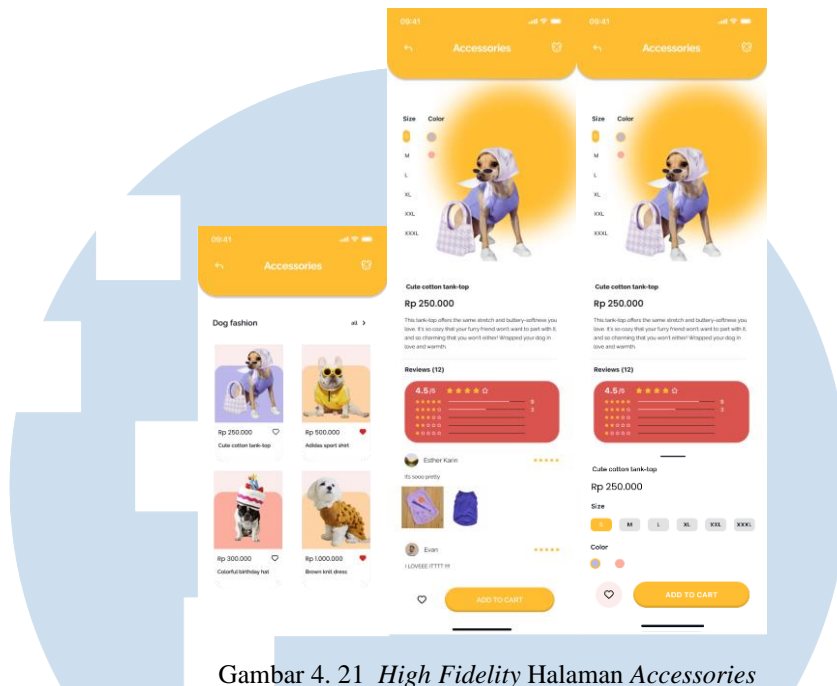 09:41
Accessories
Dog fashion
all >
Rp 250.000
Cute cotton tank-top
Rp 500.000
Adidas sport shirt
Rp 300.000
Colorful birthday hat
Rp 1.000.000
Brown knit dress
09:41
Accessories
Size Color
S
M
L
XL
XXL
XXXL
Cute cotton tank-top
Rp 250.000
This tank-top offers the same stretch and buttery-softness you
love. It's so cozy that your furry friend won't want to part with it,
and so charming that you won't either! Wrapped your dog in
love and warmth.
Reviews (12)
4.5/5
9
3
Esther Karin
Its sooo pretty
Evan
I LOVEEE ITTTT !!!!
ADD TO CART
09:41
Accessories
Size Color
S
M
L
XL
XXL
XXXL
Cute cotton tank-top
Rp 250.000
This tank-top offers the same stretch and buttery-softness you
love. It's so cozy that your furry friend won't want to part with it,
and so charming that you won't either! Wrapped your dog in
love and warmth.
Reviews (12)
4.5/5
9
3
Cute cotton tank-top
Rp 250.000
Size
S M L XL XXL XXXL
Color
ADD TO CART
Gambar 4. 21 High Fidelity Halaman Accessories